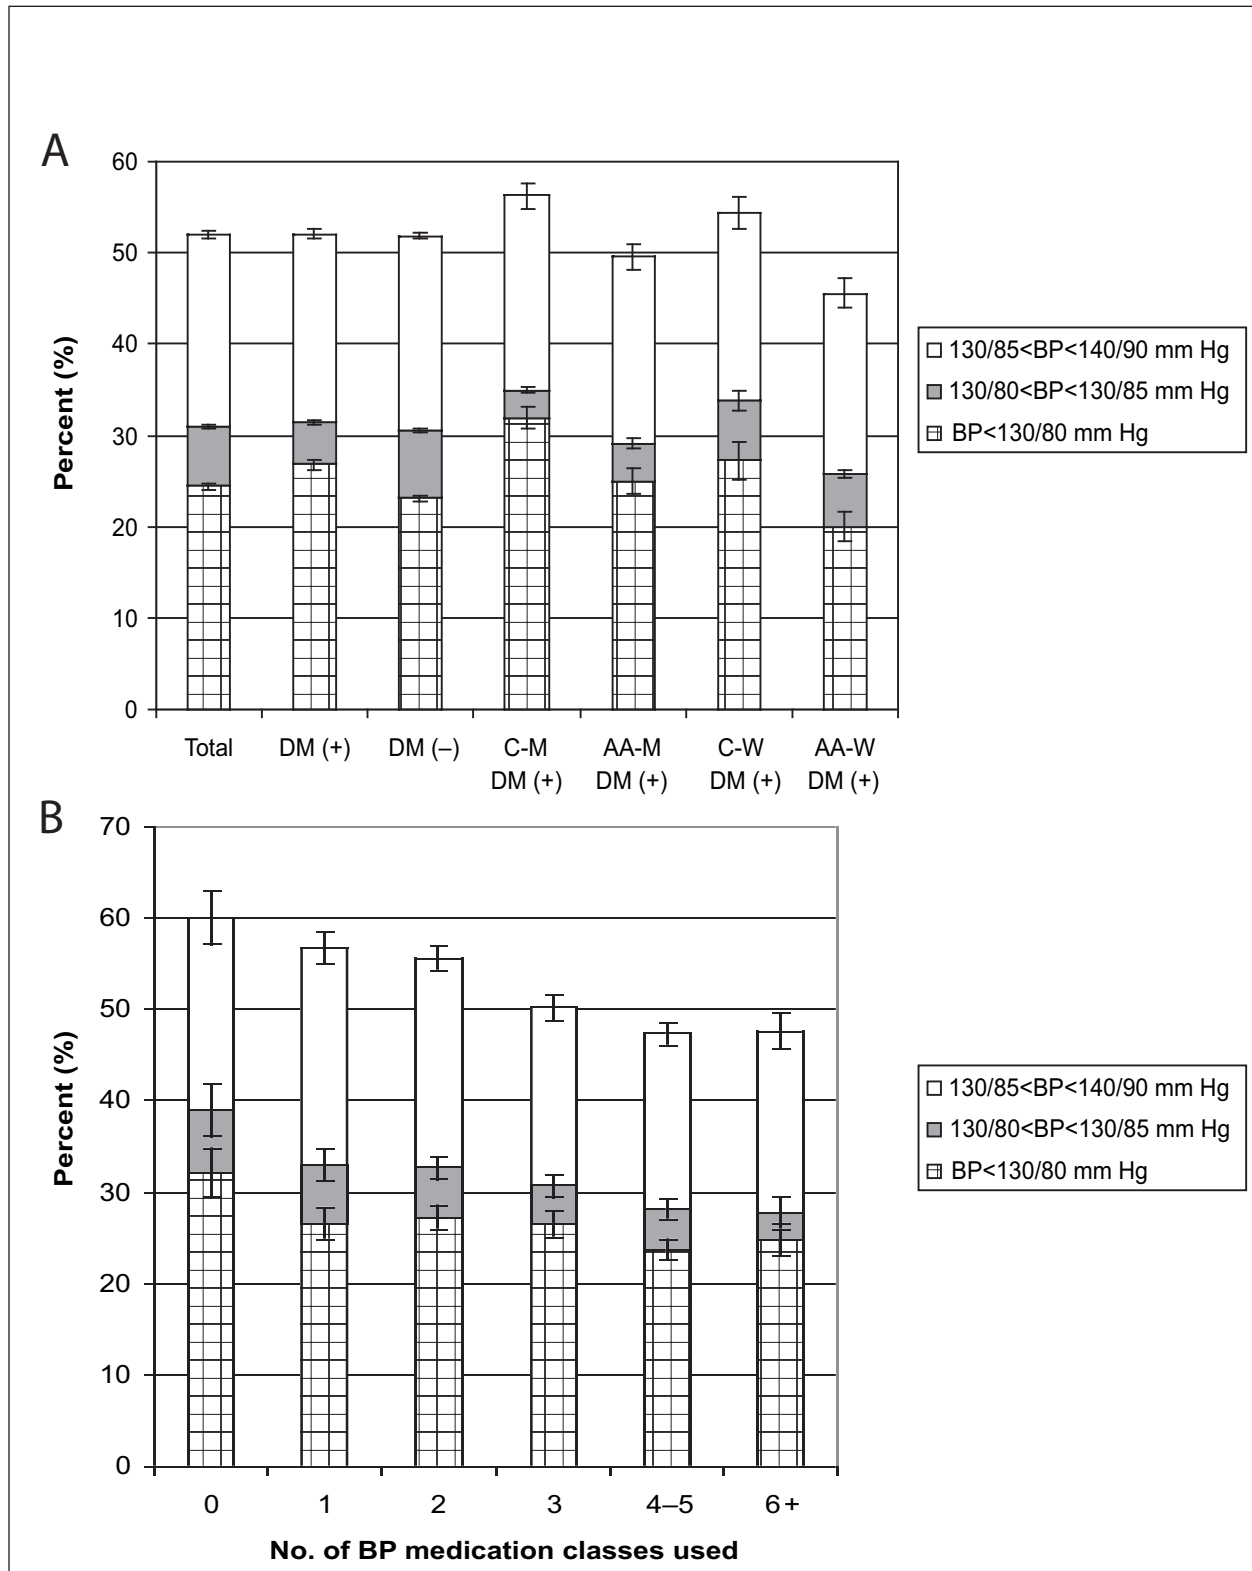 A
60
50
40
30
20
10
0
Percent (%)
Total DM (+) DM (–) C-M AA-M C-W AA-W
DM (+) DM (+) DM (+) DM (+)
130/85<BP<140/90 mm Hg
130/80<BP<130/85 mm Hg
BP<130/80 mm Hg
B
70
60
50
40
30
20
10
0
Percent (%)
0 1 2 3 4–5 6+
No. of BP medication classes used
130/85<BP<140/90 mm Hg
130/80<BP<130/85 mm Hg
BP<130/80 mm Hg